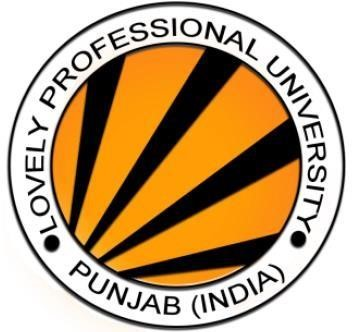 LOVELY PROFESSIONAL UNIVERSITY
PUNJAB (INDIA)